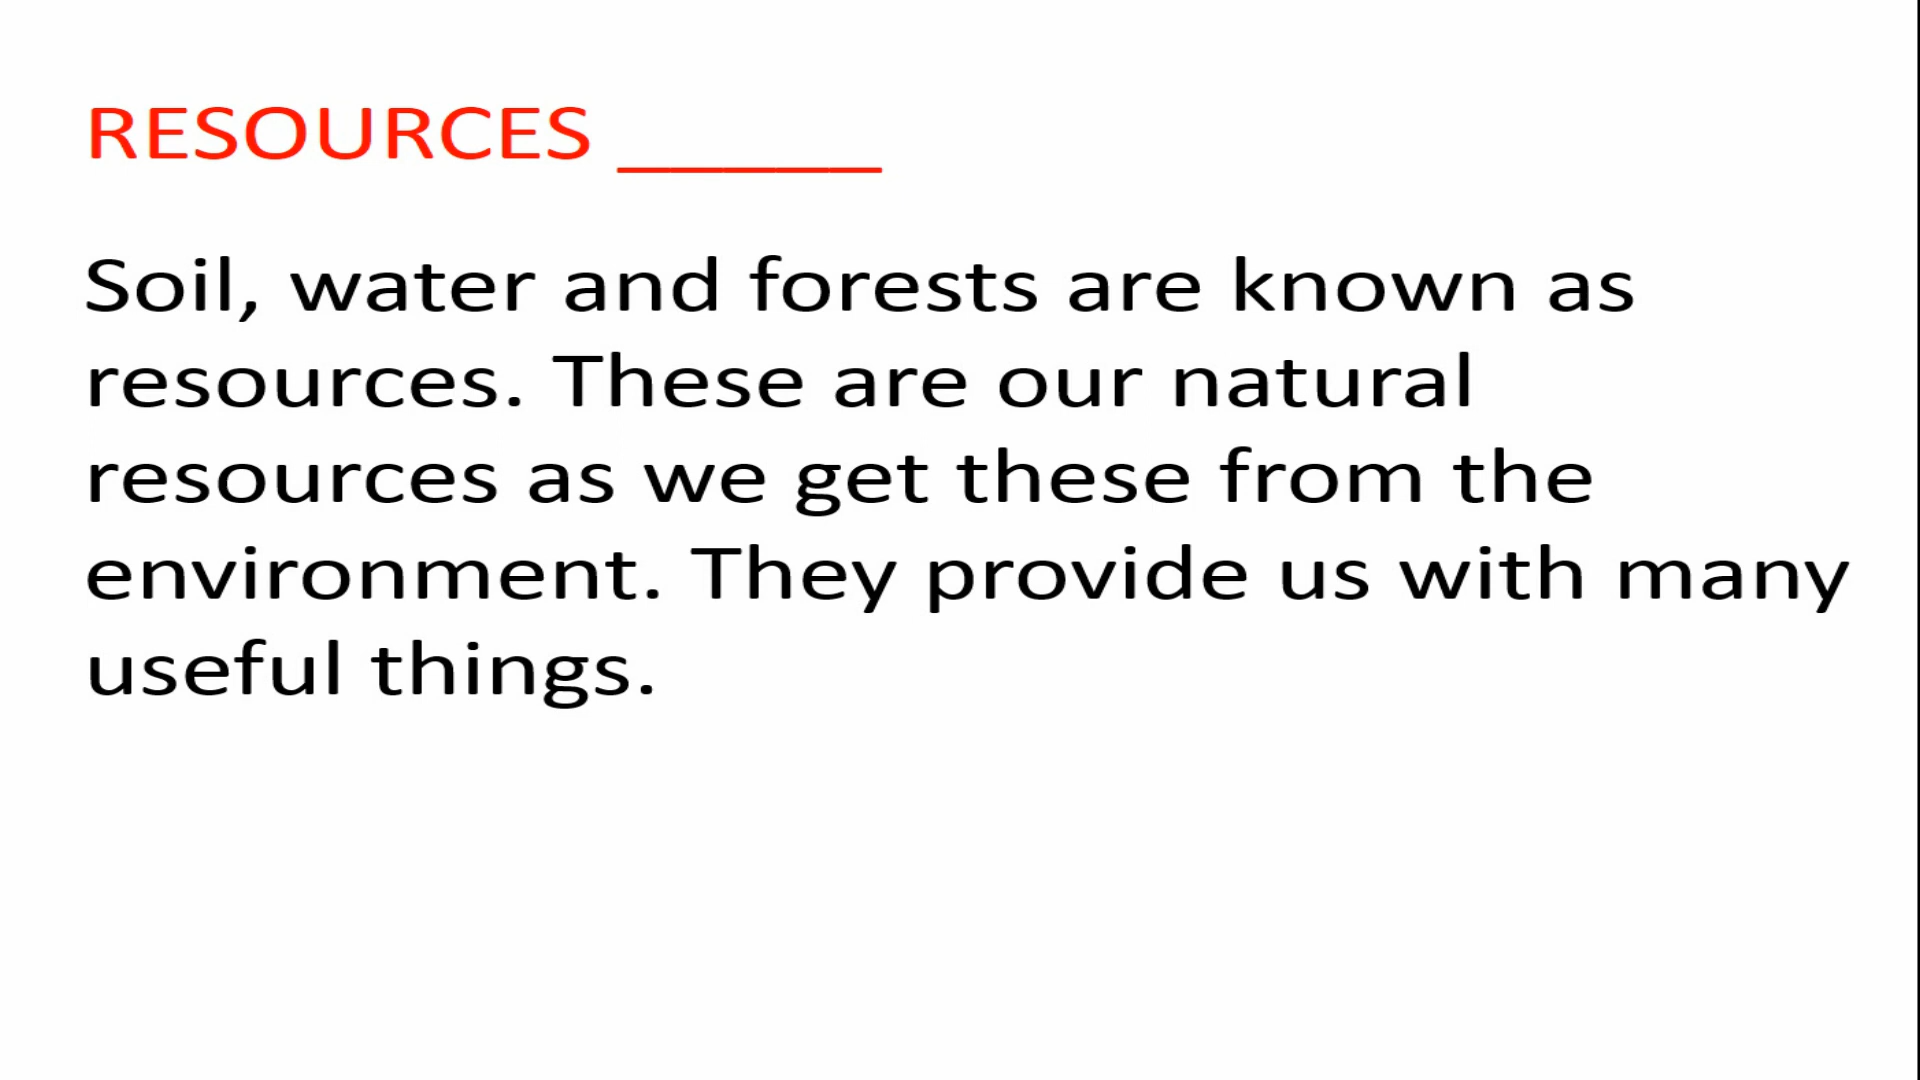 RESOURCES _____
Soil, water and forests are known as
resources. These are our natural
resources as we get these from the
environment. They provide us with many
useful things.